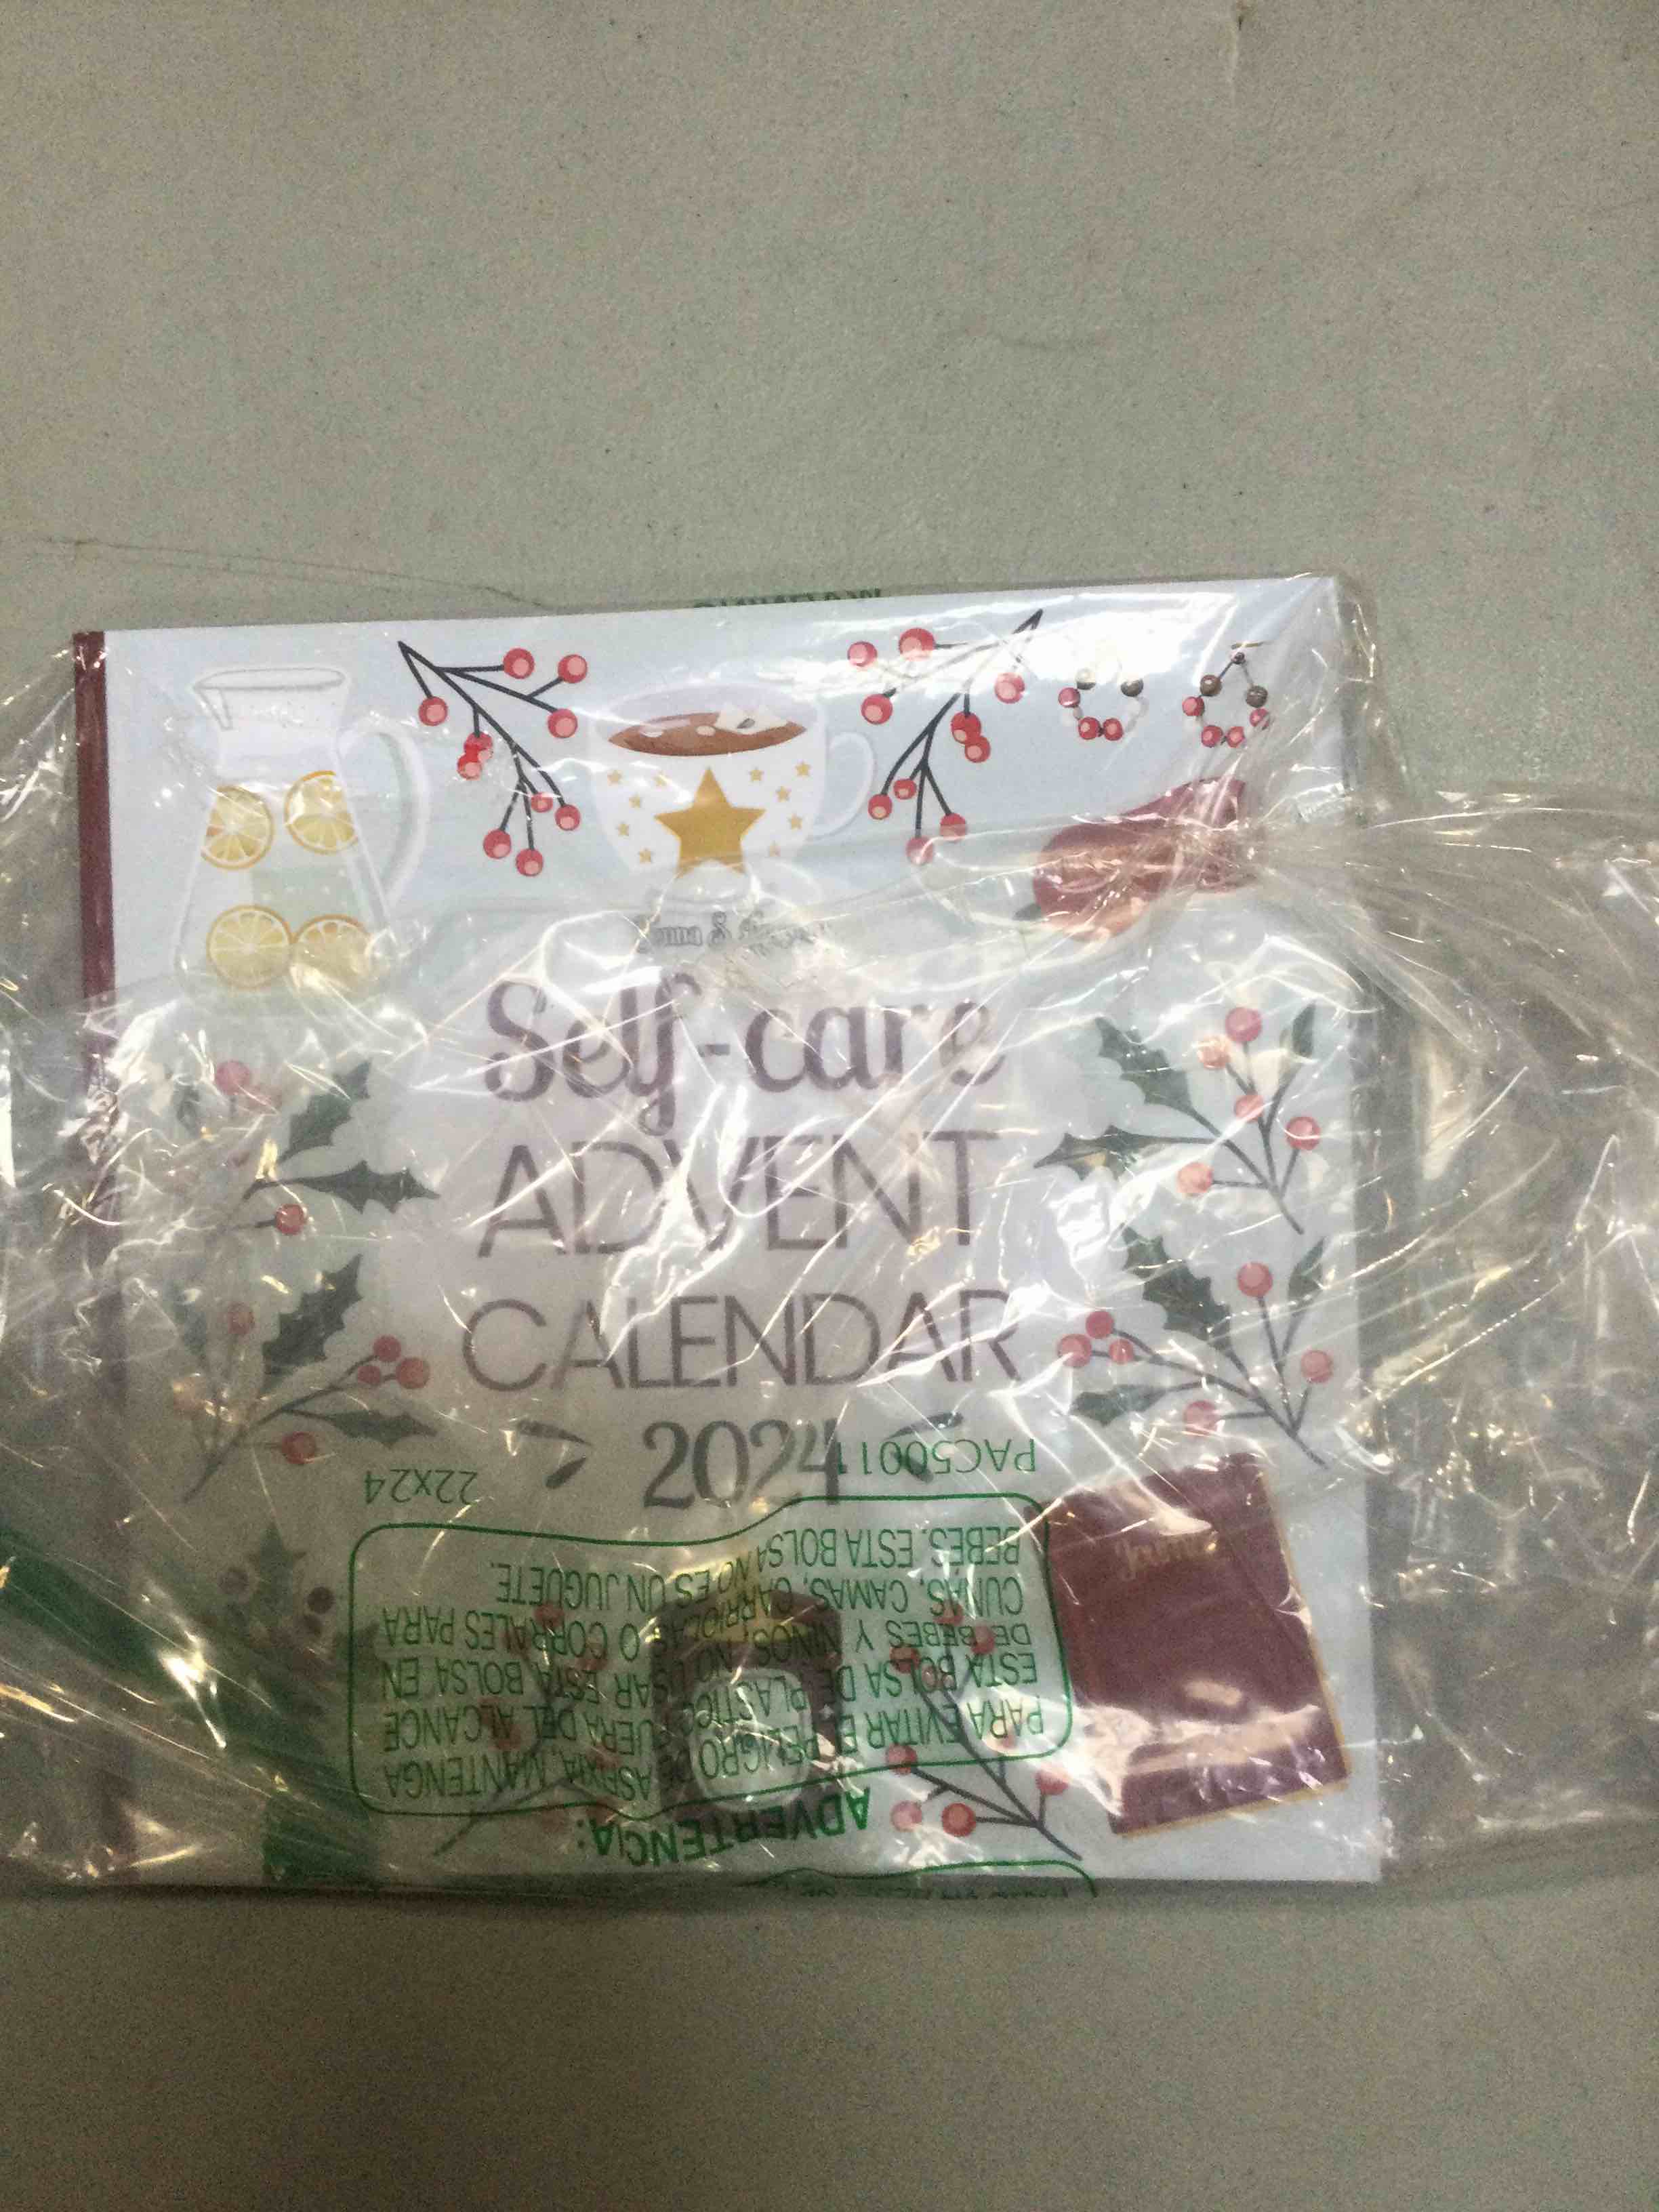 Self-care
ADVENT
CALENDAR
2024
ADVERTENCIA:
PARA EVITAR EL PELIGRO DE ASFIXIA, MANTENGA
ESTA BOLSA DE PLASTICO FUERA DEL ALCANCE
DE BEBES Y NIÑOS. NO USAR ESTA BOLSA EN
CUNAS, CAMAS, CARRIOLAS O CORRALES PARA
BEBES. ESTA BOLSA NO ES UN JUGUETE.
PAC50011 22x24